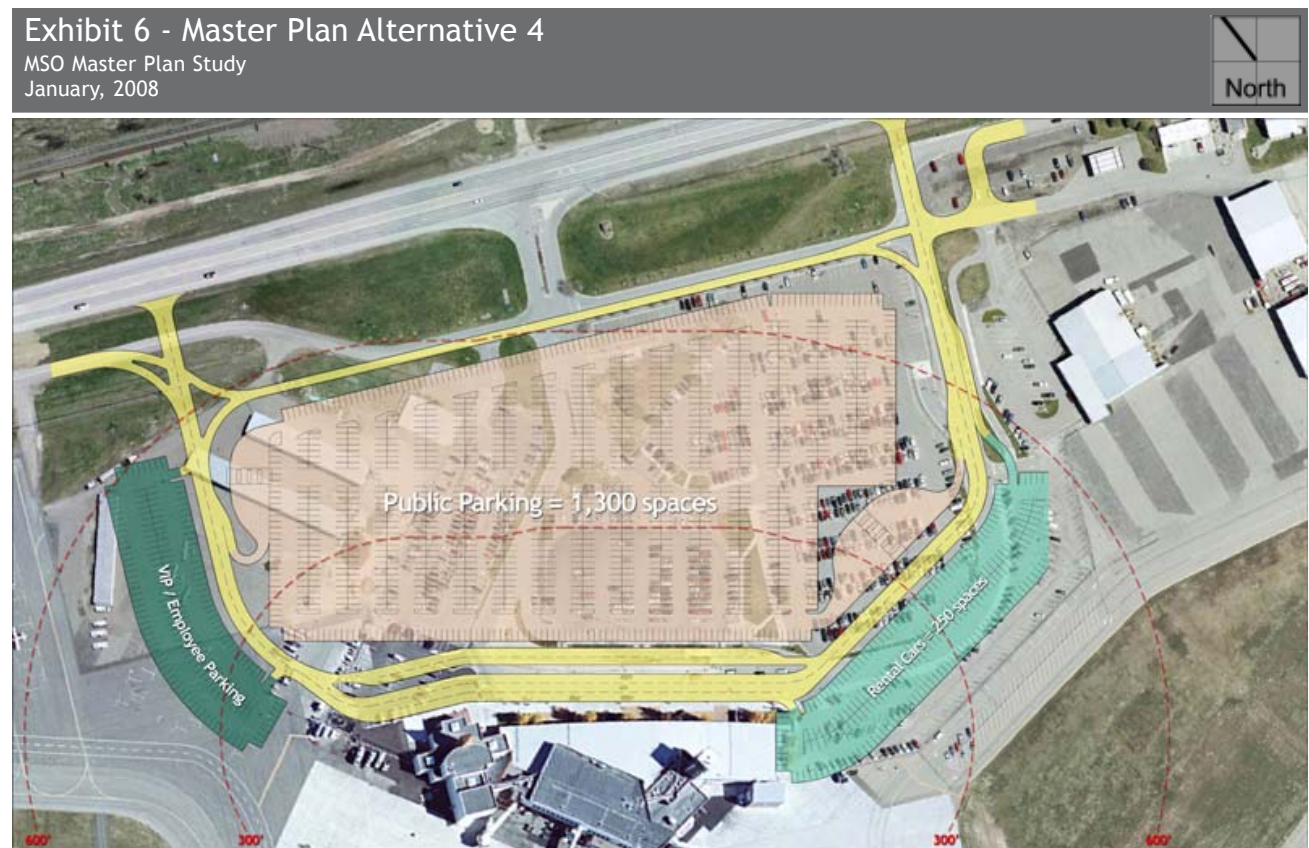 Exhibit 6 - Master Plan Alternative 4
MSO Master Plan Study
January, 2008
North
Public Parking = 1,300 spaces
VIP / Employee Parking
Rental Cars = 250 spaces
600'
300'
300'
600'